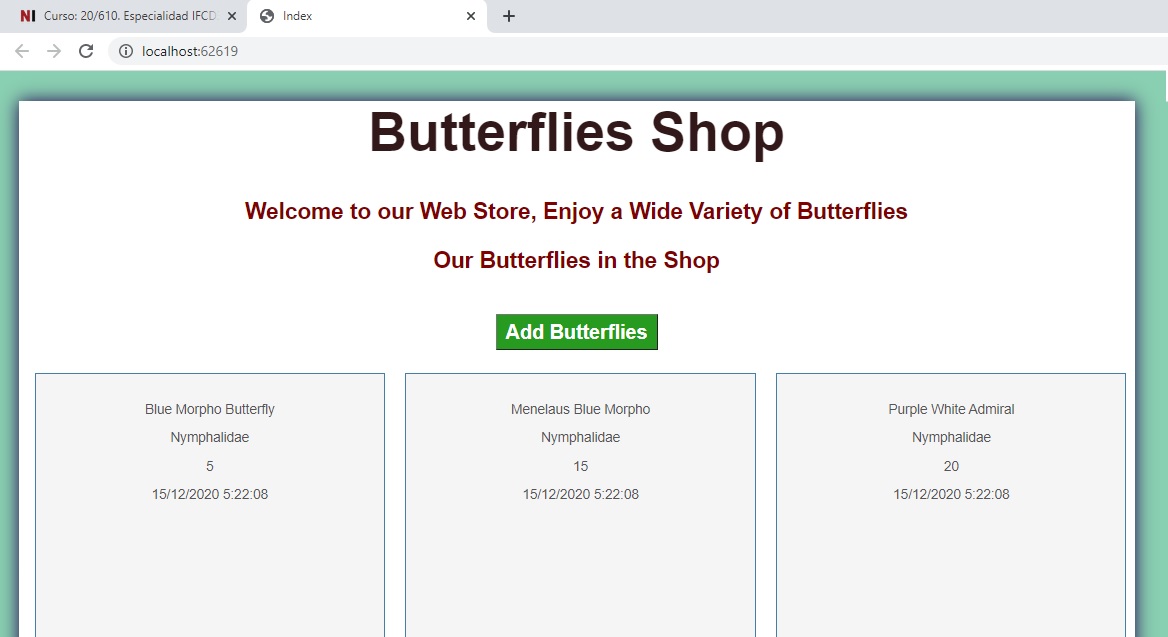 NI Curso: 20/610. Especialidad IFCD
Index
localhost:62619
Butterflies Shop
Welcome to our Web Store, Enjoy a Wide Variety of Butterflies
Our Butterflies in the Shop
Add Butterflies
Blue Morpho Butterfly
Nymphalidae
5
15/12/2020 5:22:08
Menelaus Blue Morpho
Nymphalidae
15
15/12/2020 5:22:08
Purple White Admiral
Nymphalidae
20
15/12/2020 5:22:08